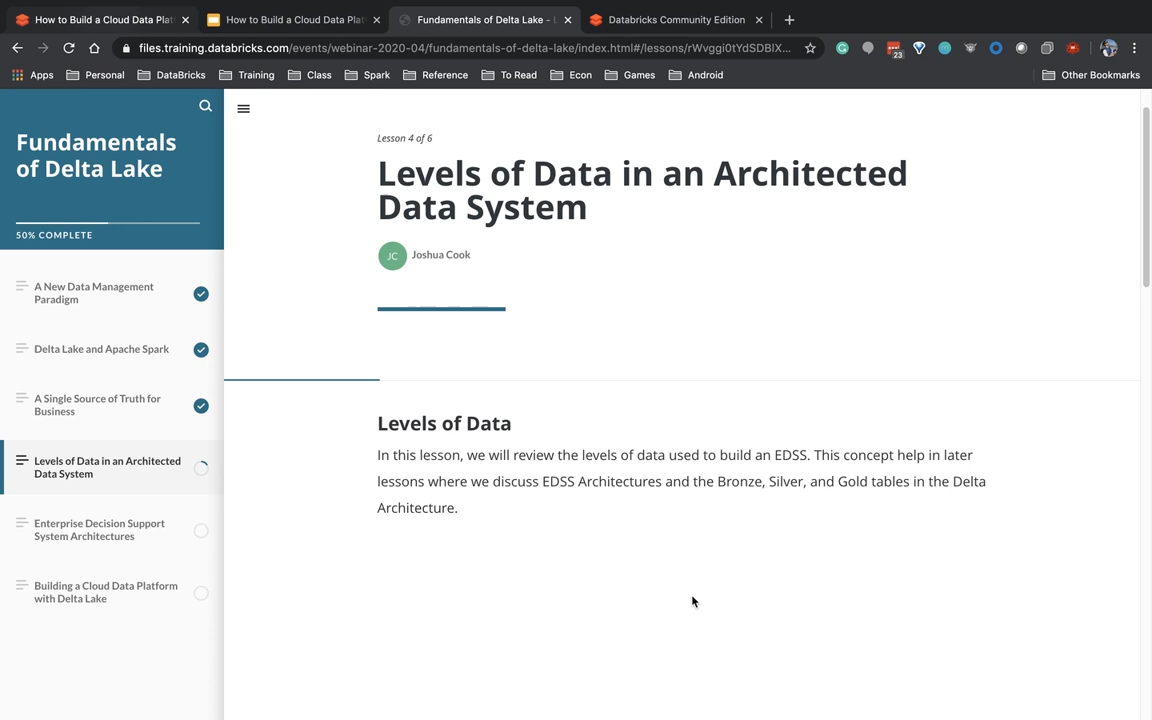 How to Build a Cloud Data Plat
How to Build a Cloud Data Plat
Fundamentals of Delta Lake -
Databricks Community Edition
files.training.databricks.com/events/webinar-2020-04/fundamentals-of-delta-lake/index.html#/lessons/rWvggi0tYdSDBlX...
23
Apps Personal DataBricks Training Class Spark Reference To Read Econ Games Android Other Bookmarks
Fundamentals
of Delta Lake
50% COMPLETE
A New Data Management
Paradigm
Delta Lake and Apache Spark
A Single Source of Truth for
Business
Levels of Data in an Architected
Data System
Enterprise Decision Support
System Architectures
Building a Cloud Data Platform
with Delta Lake
Lesson 4 of 6
Levels of Data in an Architected
Data System
JC Joshua Cook
Levels of Data
In this lesson, we will review the levels of data used to build an EDSS. This concept help in later
lessons where we discuss EDSS Architectures and the Bronze, Silver, and Gold tables in the Delta
Architecture.